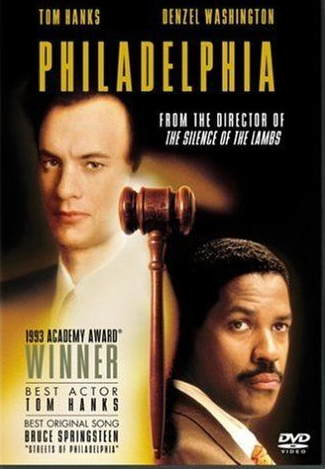 TOM HANKS DENZEL WASHINGTON
PHILADELPHIA
FROM THE DIRECTOR OF
THE SILENCE OF THE LAMBS
1993 ACADEMY AWARD®
WINNER
BEST ACTOR
TOM HANKS
BEST ORIGINAL SONG
BRUCE SPRINGSTEEN
"STREETS OF PHILADELPHIA"
DVD
VIDEO